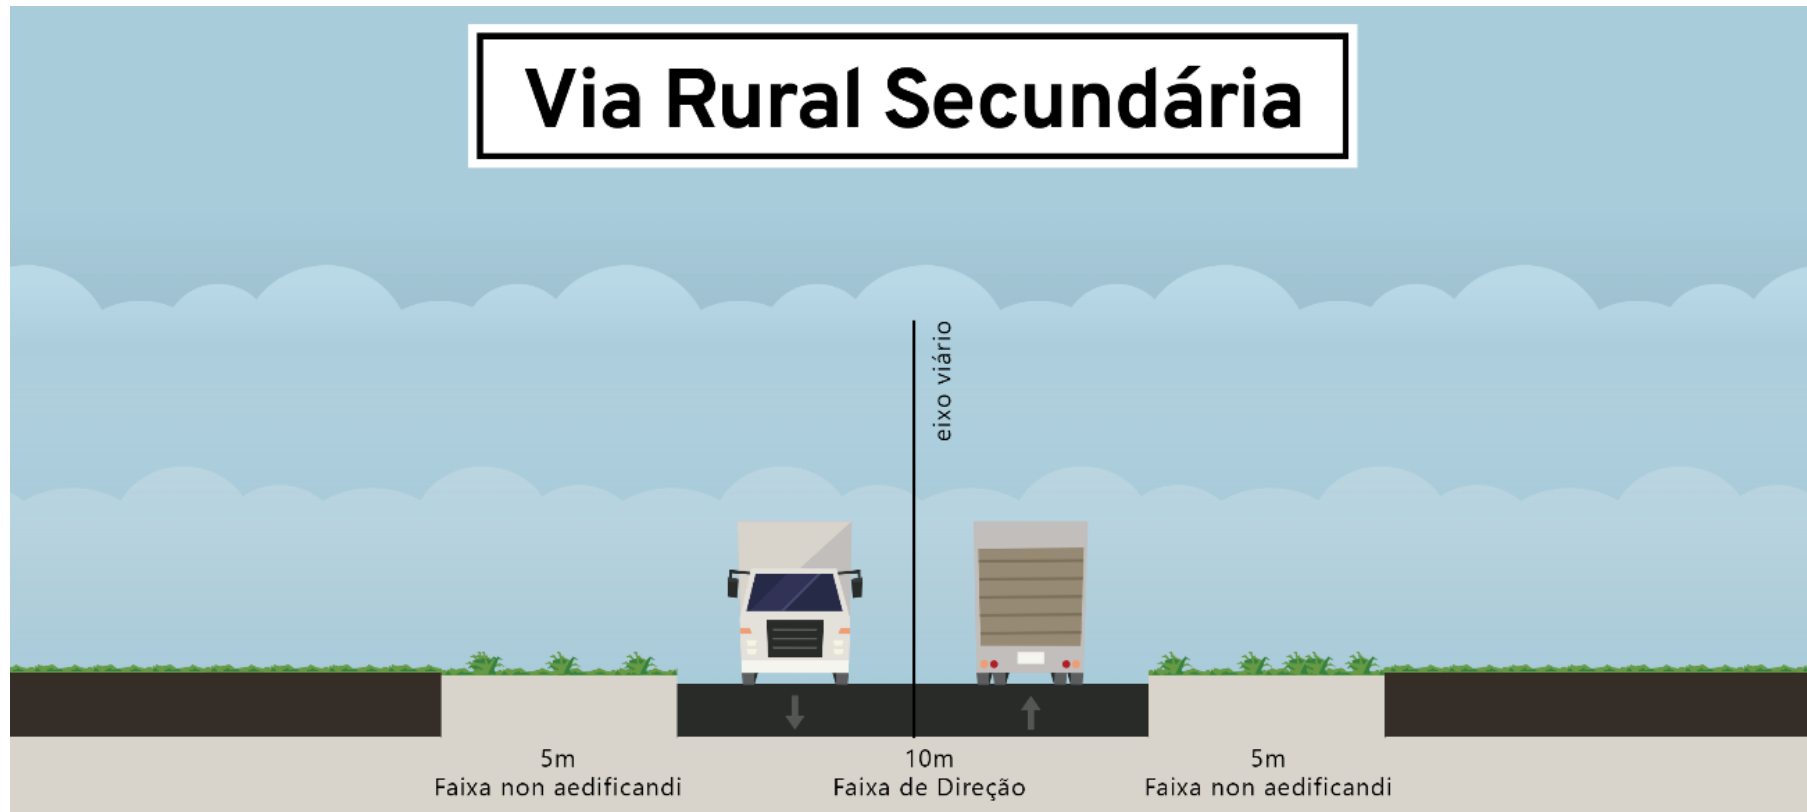 Via Rural Secundária
eixo viário
5m
Faixa non aedificandi
10m
Faixa de Direção
5m
Faixa non aedificandi